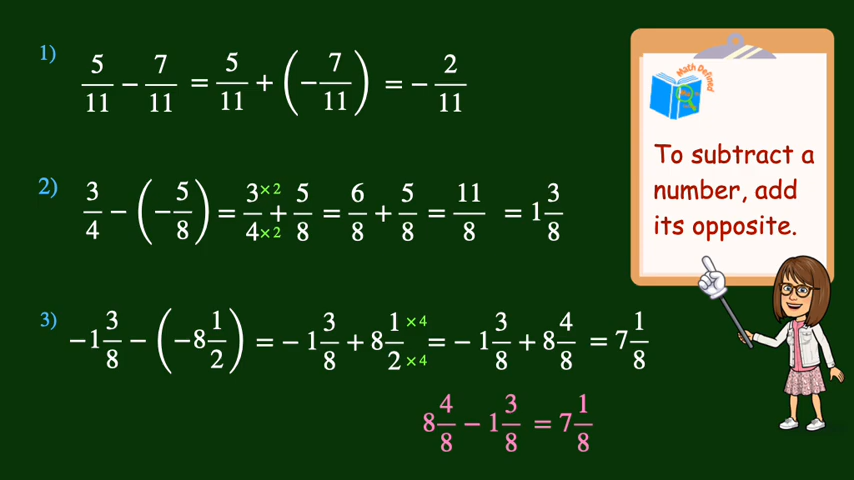 1) 5/11 − 7/11 = 5/11 + (−7/11) = − 2/11
2) 3/4 − (−5/8) = 3×2/4×2 + 5/8 = 6/8 + 5/8 = 11/8 = 1 3/8
3) −1 3/8 − (−8 1/2) = − 1 3/8 + 8 1×4/2×4 = − 1 3/8 + 8 4/8 = 7 1/8
8 4/8 − 1 3/8 = 7 1/8
Math Defined
To subtract a
number, add
its opposite.